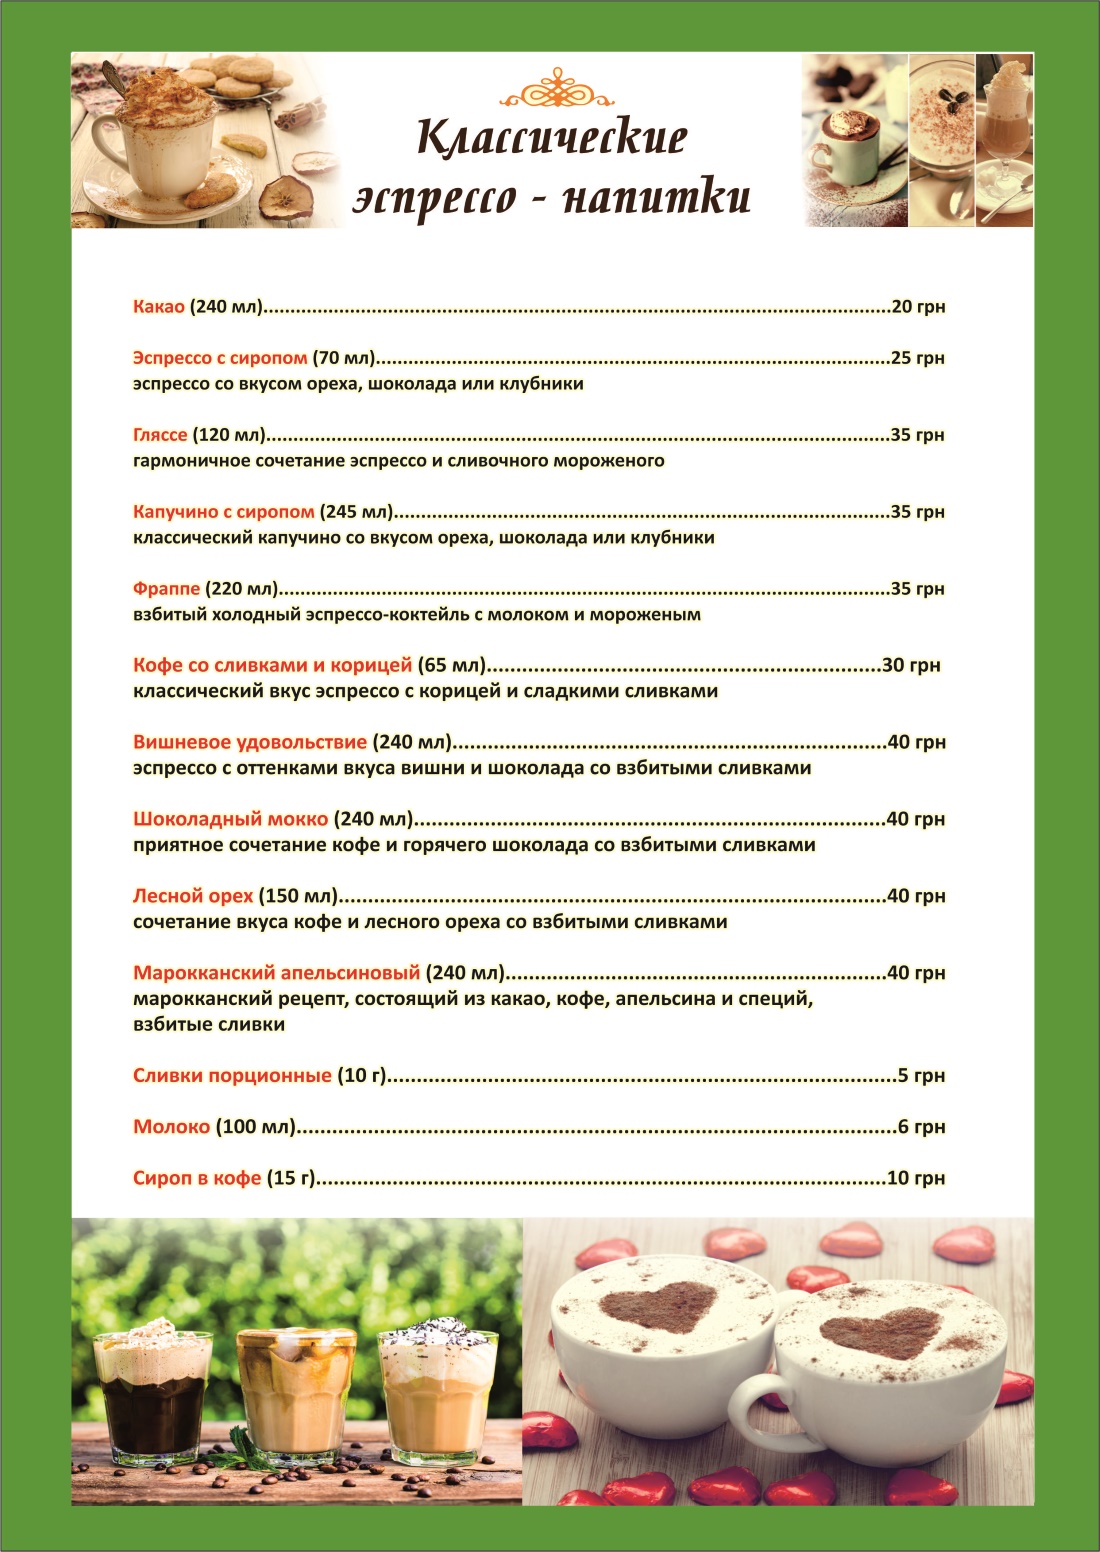 Классические
эспрессо - напитки
Какао (240 мл)........................................................................................................20 грн
Эспрессо с сиропом (70 мл)......................................................................................25 грн
эспрессо со вкусом ореха, шоколада или клубники
Гляссе (120 мл)........................................................................................................35 грн
гармоничное сочетание эспрессо и сливочного мороженого
Капучино с сиропом (245 мл)...................................................................................35 грн
классический капучино со вкусом ореха, шоколада или клубники
Фраппе (220 мл)......................................................................................................35 грн
взбитый холодный эспрессо-коктейль с молоком и мороженым
Кофе со сливками и корицей (65 мл)..................................................................30 грн
классический вкус эспрессо с корицей и сладкими сливками
Вишневое удовольствие (240 мл).........................................................................40 грн
эспрессо с оттенками вкуса вишни и шоколада со взбитыми сливками
Шоколадный мокко (240 мл)...............................................................................40 грн
приятное сочетание кофе и горячего шоколада со взбитыми сливками
Лесной орех (150 мл)............................................................................................40 грн
сочетание вкуса кофе и лесного ореха со взбитыми сливками
Марокканский апельсиновый (240 мл)................................................................40 грн
марокканский рецепт, состоящий из какао, кофе, апельсина и специй,
взбитые сливки
Сливки порционные (10 г).....................................................................................5 грн
Молоко (100 мл)....................................................................................................6 грн
Сироп в кофе (15 г)................................................................................................10 грн